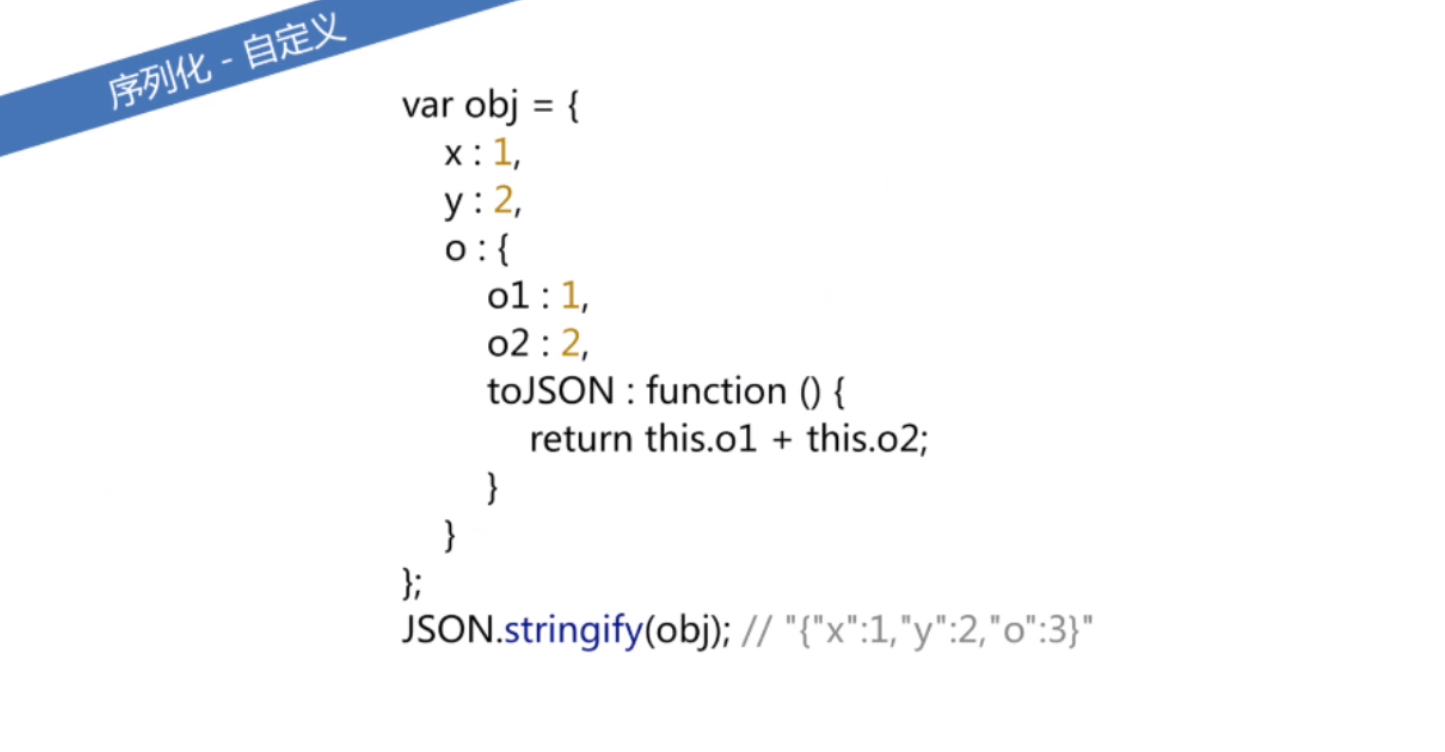 序列化 - 自定义
var obj = {
x : 1,
y : 2,
o : {
o1 : 1,
o2 : 2,
toJSON : function () {
return this.o1 + this.o2;
}
}
};
JSON.stringify(obj); // "{"x":1,"y":2,"o":3}"